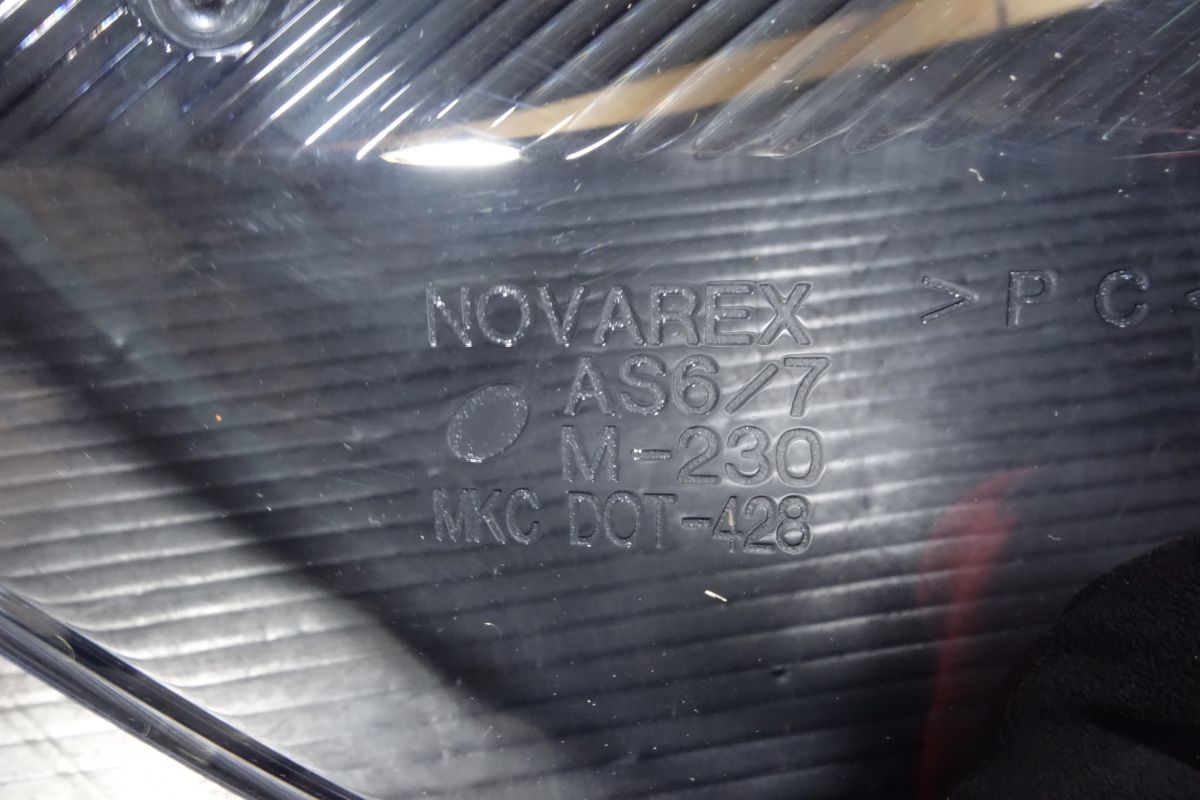 NOVAREX
AS6/7
M-230
MKC DOT-428
>PC<